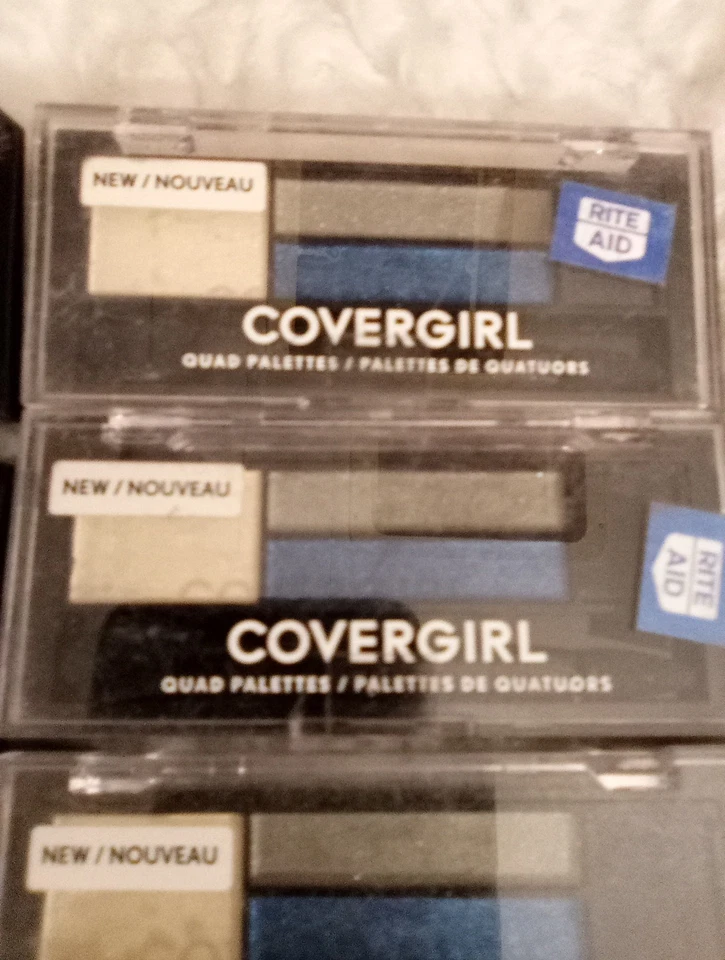 NEW / NOUVEAU
RITE
AID
COVERGIRL
QUAD PALETTES / PALETTES DE QUATUORS
NEW / NOUVEAU
RITE
AID
COVERGIRL
QUAD PALETTES / PALETTES DE QUATUORS
NEW / NOUVEAU